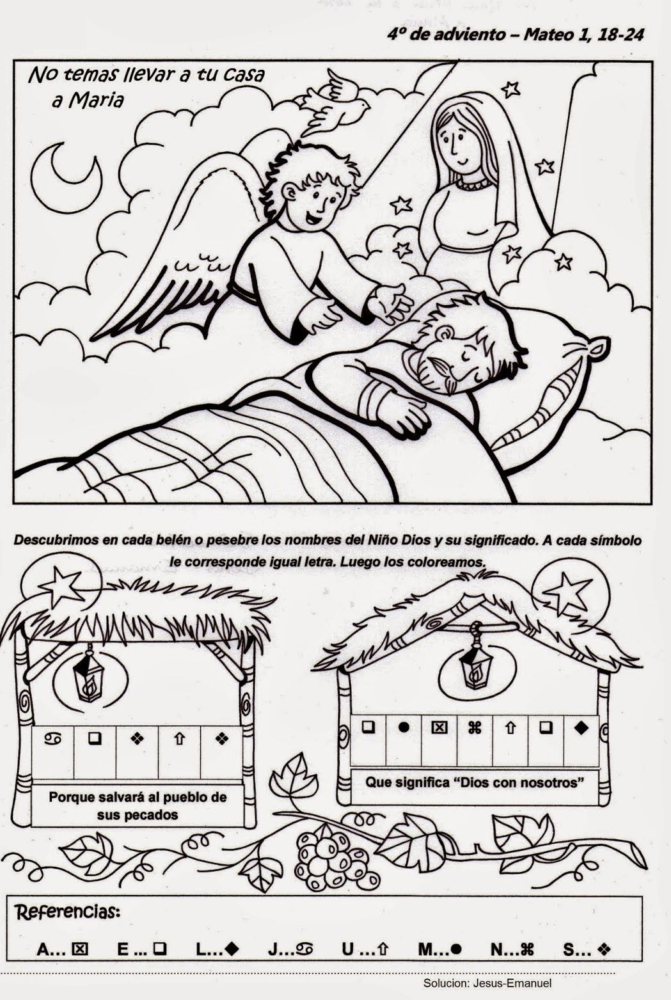 4º de adviento – Mateo 1, 18-24
No temas llevar a tu casa
a Maria
Descubrimos en cada belén o pesebre los nombres del Niño Dios y su significado. A cada símbolo
le corresponde igual letra. Luego los coloreamos.
♋ ❑ ❖ ⇧ ❖
Porque salvará al pueblo de
sus pecados
❑ ● ☒ ⌘ ⇧ ❑ ◆
Que significa “Dios con nosotros”
Referencias:
A... ☒ E ... ❑ L...◆ J...♋ U ...⇧ M...● N...⌘ S... ❖
Solucion: Jesus-Emanuel